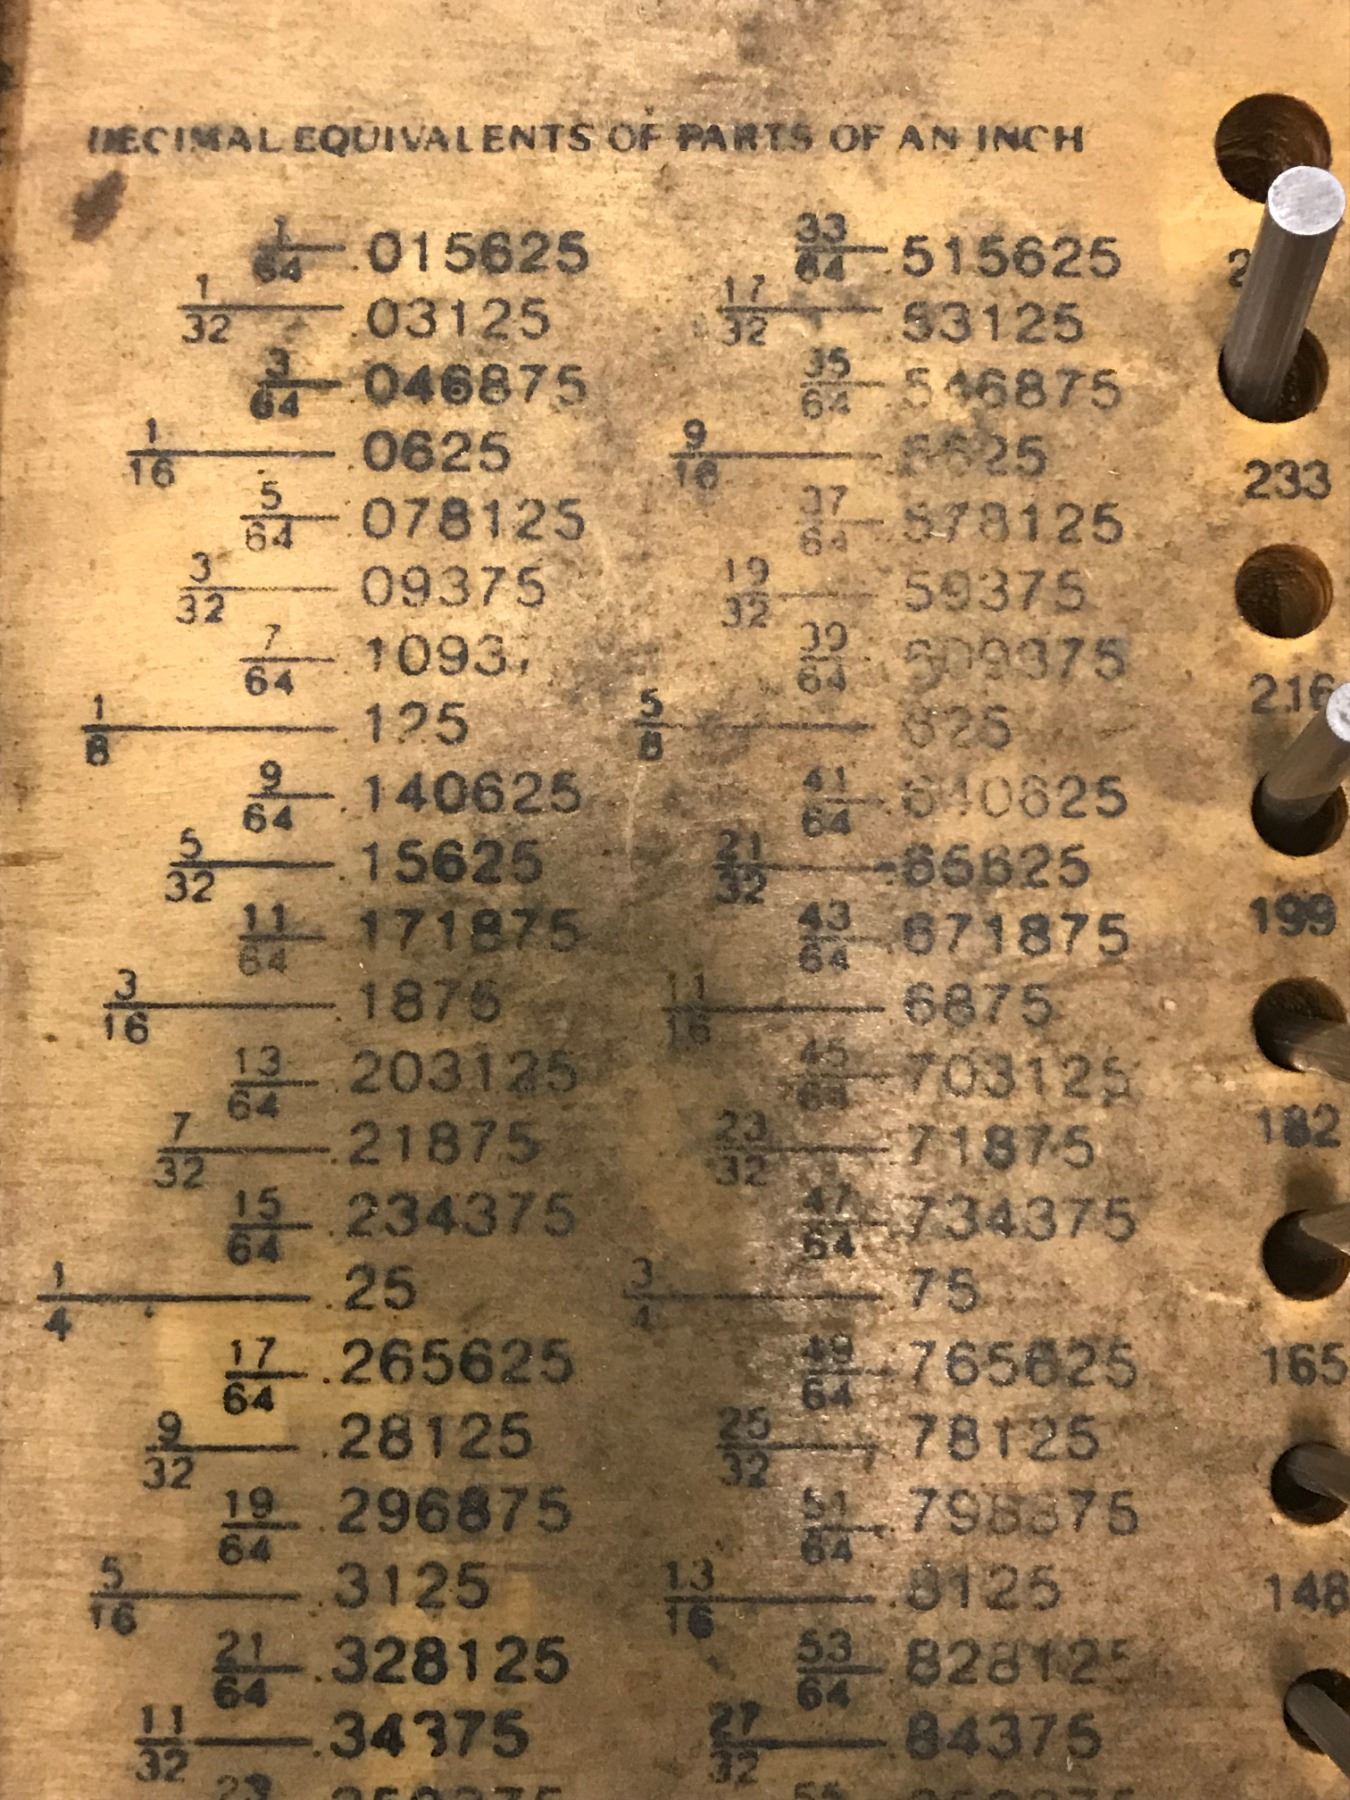 DECIMAL EQUIVALENTS OF PARTS OF AN INCH
1/64 .015625 33/64 .515625
1/32 .03125 17/32 .53125
3/64 .046875 35/64 .546875
1/16 .0625 9/16 .5625
5/64 .078125 37/64 .578125
3/32 .09375 19/32 .59375
7/64 .1093 39/64 .609375
1/8 .125 5/8 .625
9/64 .140625 41/64 .640625
5/32 .15625 21/32 .65625
11/64 .171875 43/64 .671875
3/16 .1875 11/16 .6875
13/64 .203125 45/64 .703125
7/32 .21875 23/32 .71875
15/64 .234375 47/64 .734375
1/4 .25 3/4 .75
17/64 .265625 49/64 .765625
9/32 .28125 25/32 .78125
19/64 .296875 51/64 .796875
5/16 .3125 13/16 .8125
21/64 .328125 53/64 .828125
11/32 .34375 27/32 .84375
233
216
199
182
165
148